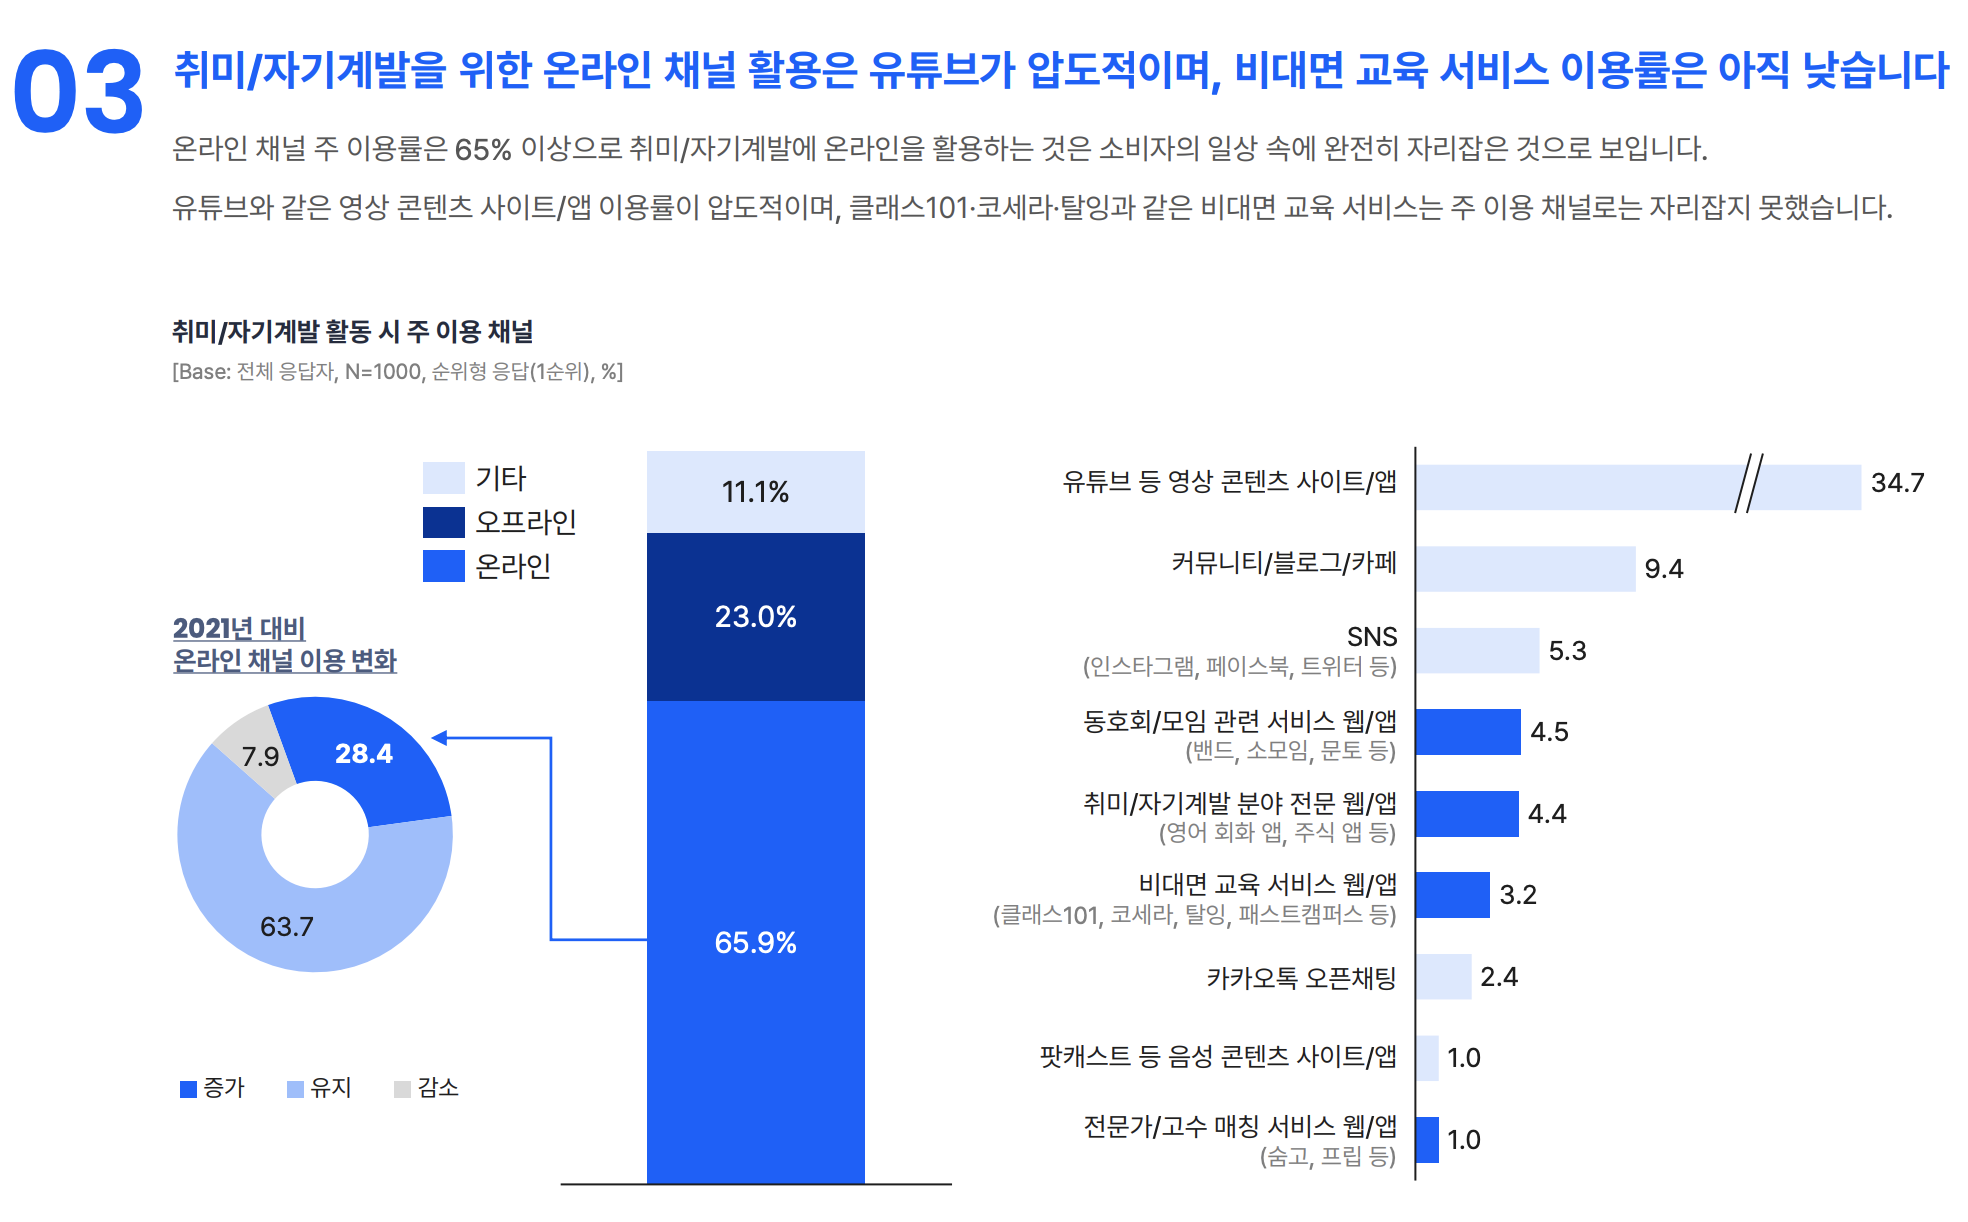 03
취미/자기계발을 위한 온라인 채널 활용은 유튜브가 압도적이며, 비대면 교육 서비스 이용률은 아직 낮습니다
온라인 채널 주 이용률은 65% 이상으로 취미/자기계발에 온라인을 활용하는 것은 소비자의 일상 속에 완전히 자리잡은 것으로 보입니다.
유튜브와 같은 영상 콘텐츠 사이트/앱 이용률이 압도적이며, 클래스101·코세라·탈잉과 같은 비대면 교육 서비스는 주 이용 채널로는 자리잡지 못했습니다.
취미/자기계발 활동 시 주 이용 채널
[Base: 전체 응답자, N=1000, 순위형 응답(1순위), %]
기타
오프라인
온라인
2021년 대비
온라인 채널 이용 변화
7.9
28.4
63.7
증가
유지
감소
11.1%
23.0%
65.9%
유튜브 등 영상 콘텐츠 사이트/앱
34.7
커뮤니티/블로그/카페
9.4
SNS
(인스타그램, 페이스북, 트위터 등)
5.3
동호회/모임 관련 서비스 웹/앱
(밴드, 소모임, 문토 등)
4.5
취미/자기계발 분야 전문 웹/앱
(영어 회화 앱, 주식 앱 등)
4.4
비대면 교육 서비스 웹/앱
(클래스101, 코세라, 탈잉, 패스트캠퍼스 등)
3.2
카카오톡 오픈채팅
2.4
팟캐스트 등 음성 콘텐츠 사이트/앱
1.0
전문가/고수 매칭 서비스 웹/앱
(숨고, 프립 등)
1.0